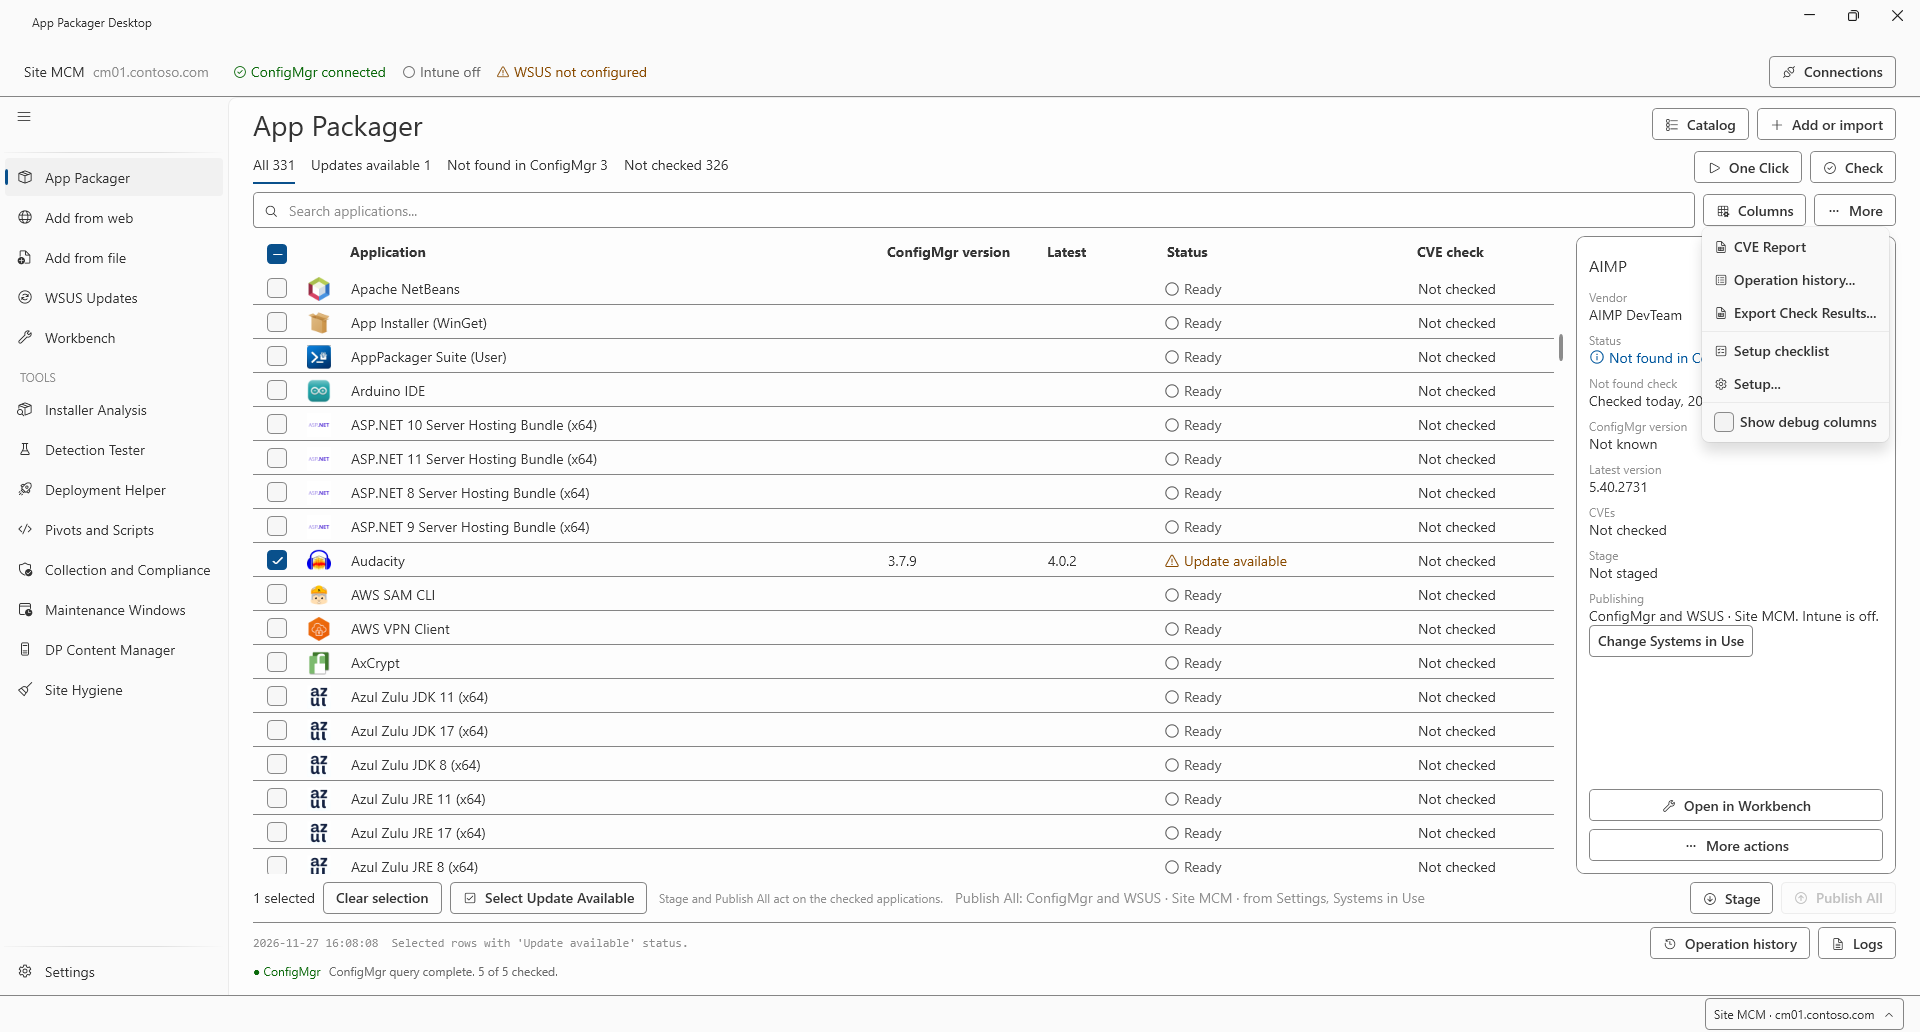 App Packager Desktop
Site MCM cm01.contoso.com ConfigMgr connected Intune off WSUS not configured Connections
App Packager
Add from web
Add from file
WSUS Updates
Workbench
TOOLS
Installer Analysis
Detection Tester
Deployment Helper
Pivots and Scripts
Collection and Compliance
Maintenance Windows
DP Content Manager
Site Hygiene
Settings
App Packager
Catalog Add or import
All 331 Updates available 1 Not found in ConfigMgr 3 Not checked 326
One Click Check
Search applications...
Columns More
Application ConfigMgr version Latest Status CVE check
Apache NetBeans Ready Not checked
App Installer (WinGet) Ready Not checked
AppPackager Suite (User) Ready Not checked
Arduino IDE Ready Not checked
ASP.NET ASP.NET 10 Server Hosting Bundle (x64) Ready Not checked
ASP.NET ASP.NET 11 Server Hosting Bundle (x64) Ready Not checked
ASP.NET ASP.NET 8 Server Hosting Bundle (x64) Ready Not checked
ASP.NET ASP.NET 9 Server Hosting Bundle (x64) Ready Not checked
Audacity 3.7.9 4.0.2 Update available Not checked
AWS SAM CLI Ready Not checked
AWS VPN Client Ready Not checked
AxCrypt Ready Not checked
azul Azul Zulu JDK 11 (x64) Ready Not checked
azul Azul Zulu JDK 17 (x64) Ready Not checked
azul Azul Zulu JDK 8 (x64) Ready Not checked
azul Azul Zulu JRE 11 (x64) Ready Not checked
azul Azul Zulu JRE 17 (x64) Ready Not checked
azul Azul Zulu JRE 8 (x64) Ready Not checked
AIMP
Vendor
AIMP DevTeam
Status
Not found in C
Not found check
Checked today, 20
ConfigMgr version
Not known
Latest version
5.40.2731
CVEs
Not checked
Stage
Not staged
Publishing
ConfigMgr and WSUS · Site MCM. Intune is off.
Change Systems in Use
Open in Workbench
More actions
CVE Report
Operation history...
Export Check Results...
Setup checklist
Setup...
Show debug columns
1 selected Clear selection Select Update Available Stage and Publish All act on the checked applications. Publish All: ConfigMgr and WSUS · Site MCM · from Settings, Systems in Use Stage Publish All
2026-11-27 16:08:08 Selected rows with 'Update available' status.
Operation history Logs
ConfigMgr ConfigMgr query complete. 5 of 5 checked.
Site MCM · cm01.contoso.com